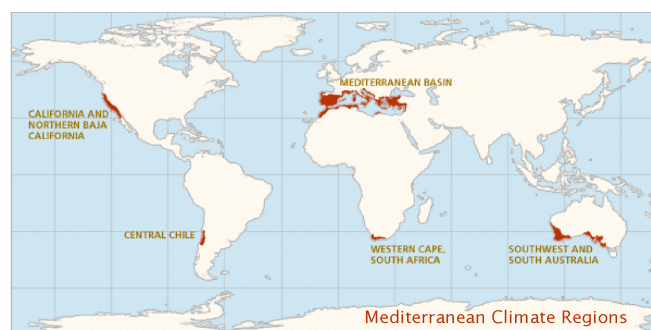 MEDITERRANEAN BASIN
CALIFORNIA AND
NORTHERN BAJA
CALIFORNIA
CENTRAL CHILE
WESTERN CAPE,
SOUTH AFRICA
SOUTHWEST AND
SOUTH AUSTRALIA
Mediterranean Climate Regions